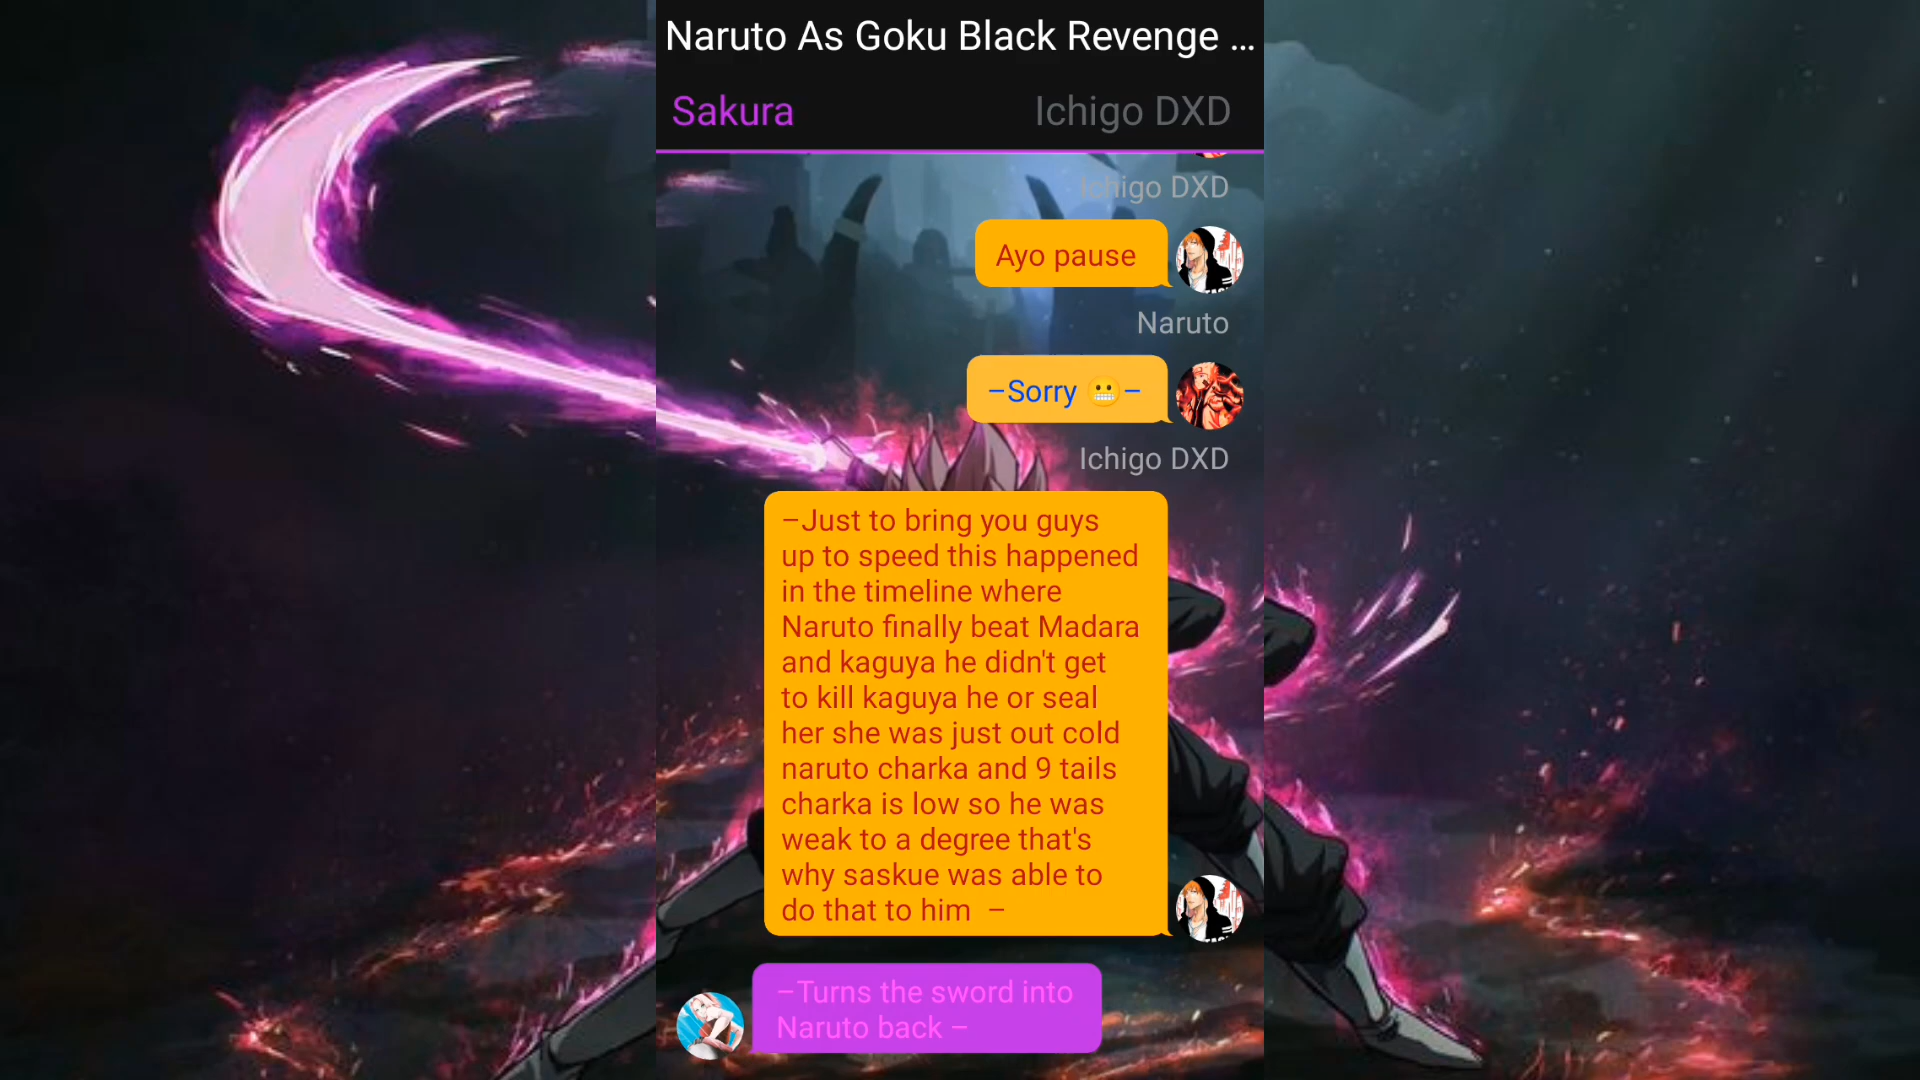 Naruto As Goku Black Revenge ...
Sakura
Ichigo DXD
Ichigo DXD
Ayo pause
Naruto
–Sorry 😬–
Ichigo DXD
–Just to bring you guys
up to speed this happened
in the timeline where
Naruto finally beat Madara
and kaguya he didn't get
to kill kaguya he or seal
her she was just out cold
naruto charka and 9 tails
charka is low so he was
weak to a degree that's
why saskue was able to
do that to him  –
–Turns the sword into
Naruto back –